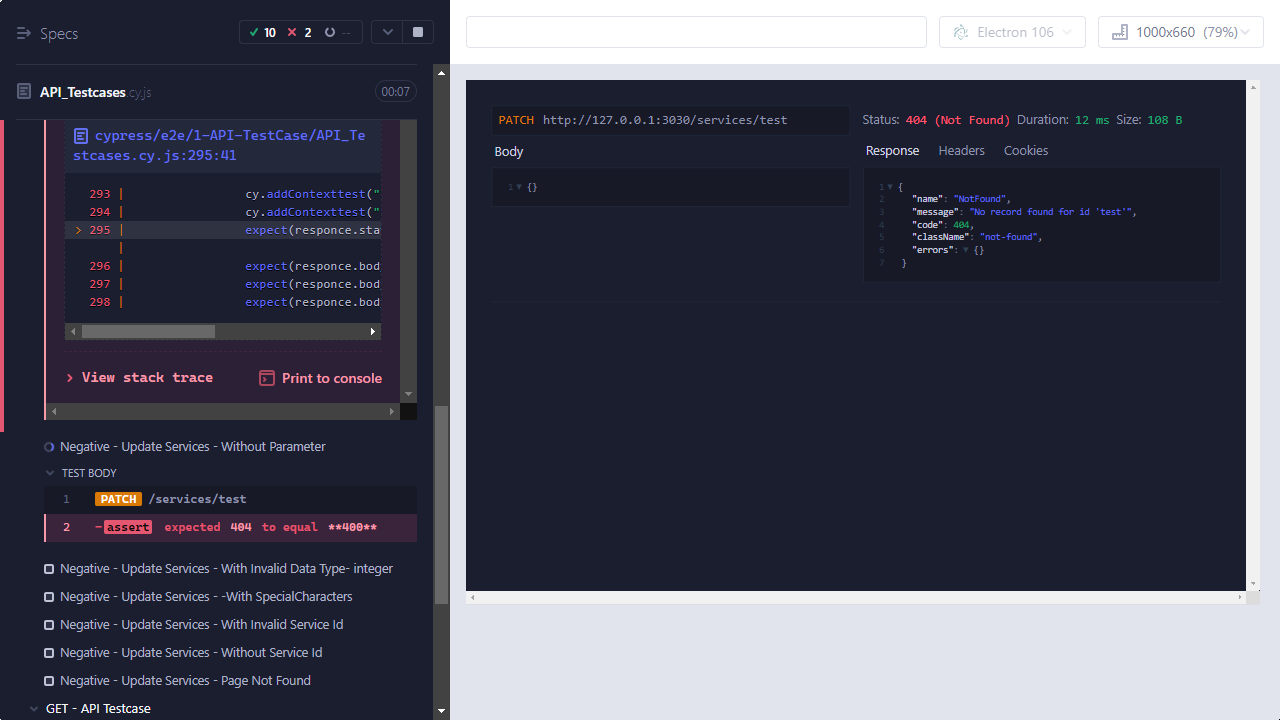 Specs
10 2 --
API_Testcases.cy.js
00:07
cypress/e2e/1-API-TestCase/API_Te
stcases.cy.js:295:41
293 | cy.addContexttest("
294 | cy.addContexttest("
> 295 | expect(responce.sta
|
296 | expect(responce.bod
297 | expect(responce.bod
298 | expect(responce.bod
> View stack trace
Print to console
Negative - Update Services - Without Parameter
TEST BODY
1 PATCH /services/test
2 -assert expected 404 to equal **400**
Negative - Update Services - With Invalid Data Type- integer
Negative - Update Services - -With SpecialCharacters
Negative - Update Services - With Invalid Service Id
Negative - Update Services - Without Service Id
Negative - Update Services - Page Not Found
GET - API Testcase
Electron 106
1000x660 (79%)
PATCH http://127.0.0.1:3030/services/test
Status: 404 (Not Found) Duration: 12 ms Size: 108 B
Body
Response Headers Cookies
1 {}
1 {
2 "name": "NotFound",
3 "message": "No record found for id 'test'",
4 "code": 404,
5 "className": "not-found",
6 "errors": {}
7 }